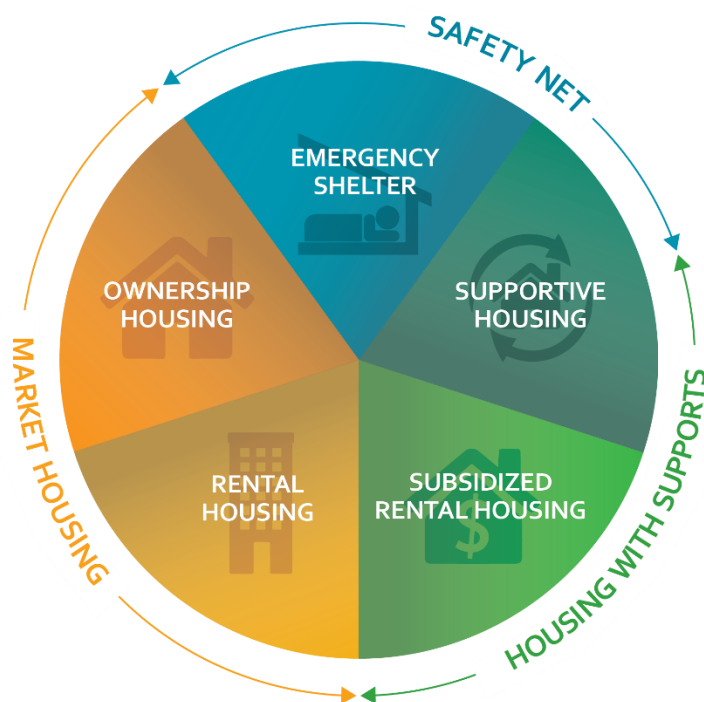 SAFETY NET
EMERGENCY
SHELTER
SUPPORTIVE
HOUSING
SUBSIDIZED
RENTAL HOUSING
$
HOUSING WITH SUPPORTS
RENTAL
HOUSING
OWNERSHIP
HOUSING
MARKET HOUSING